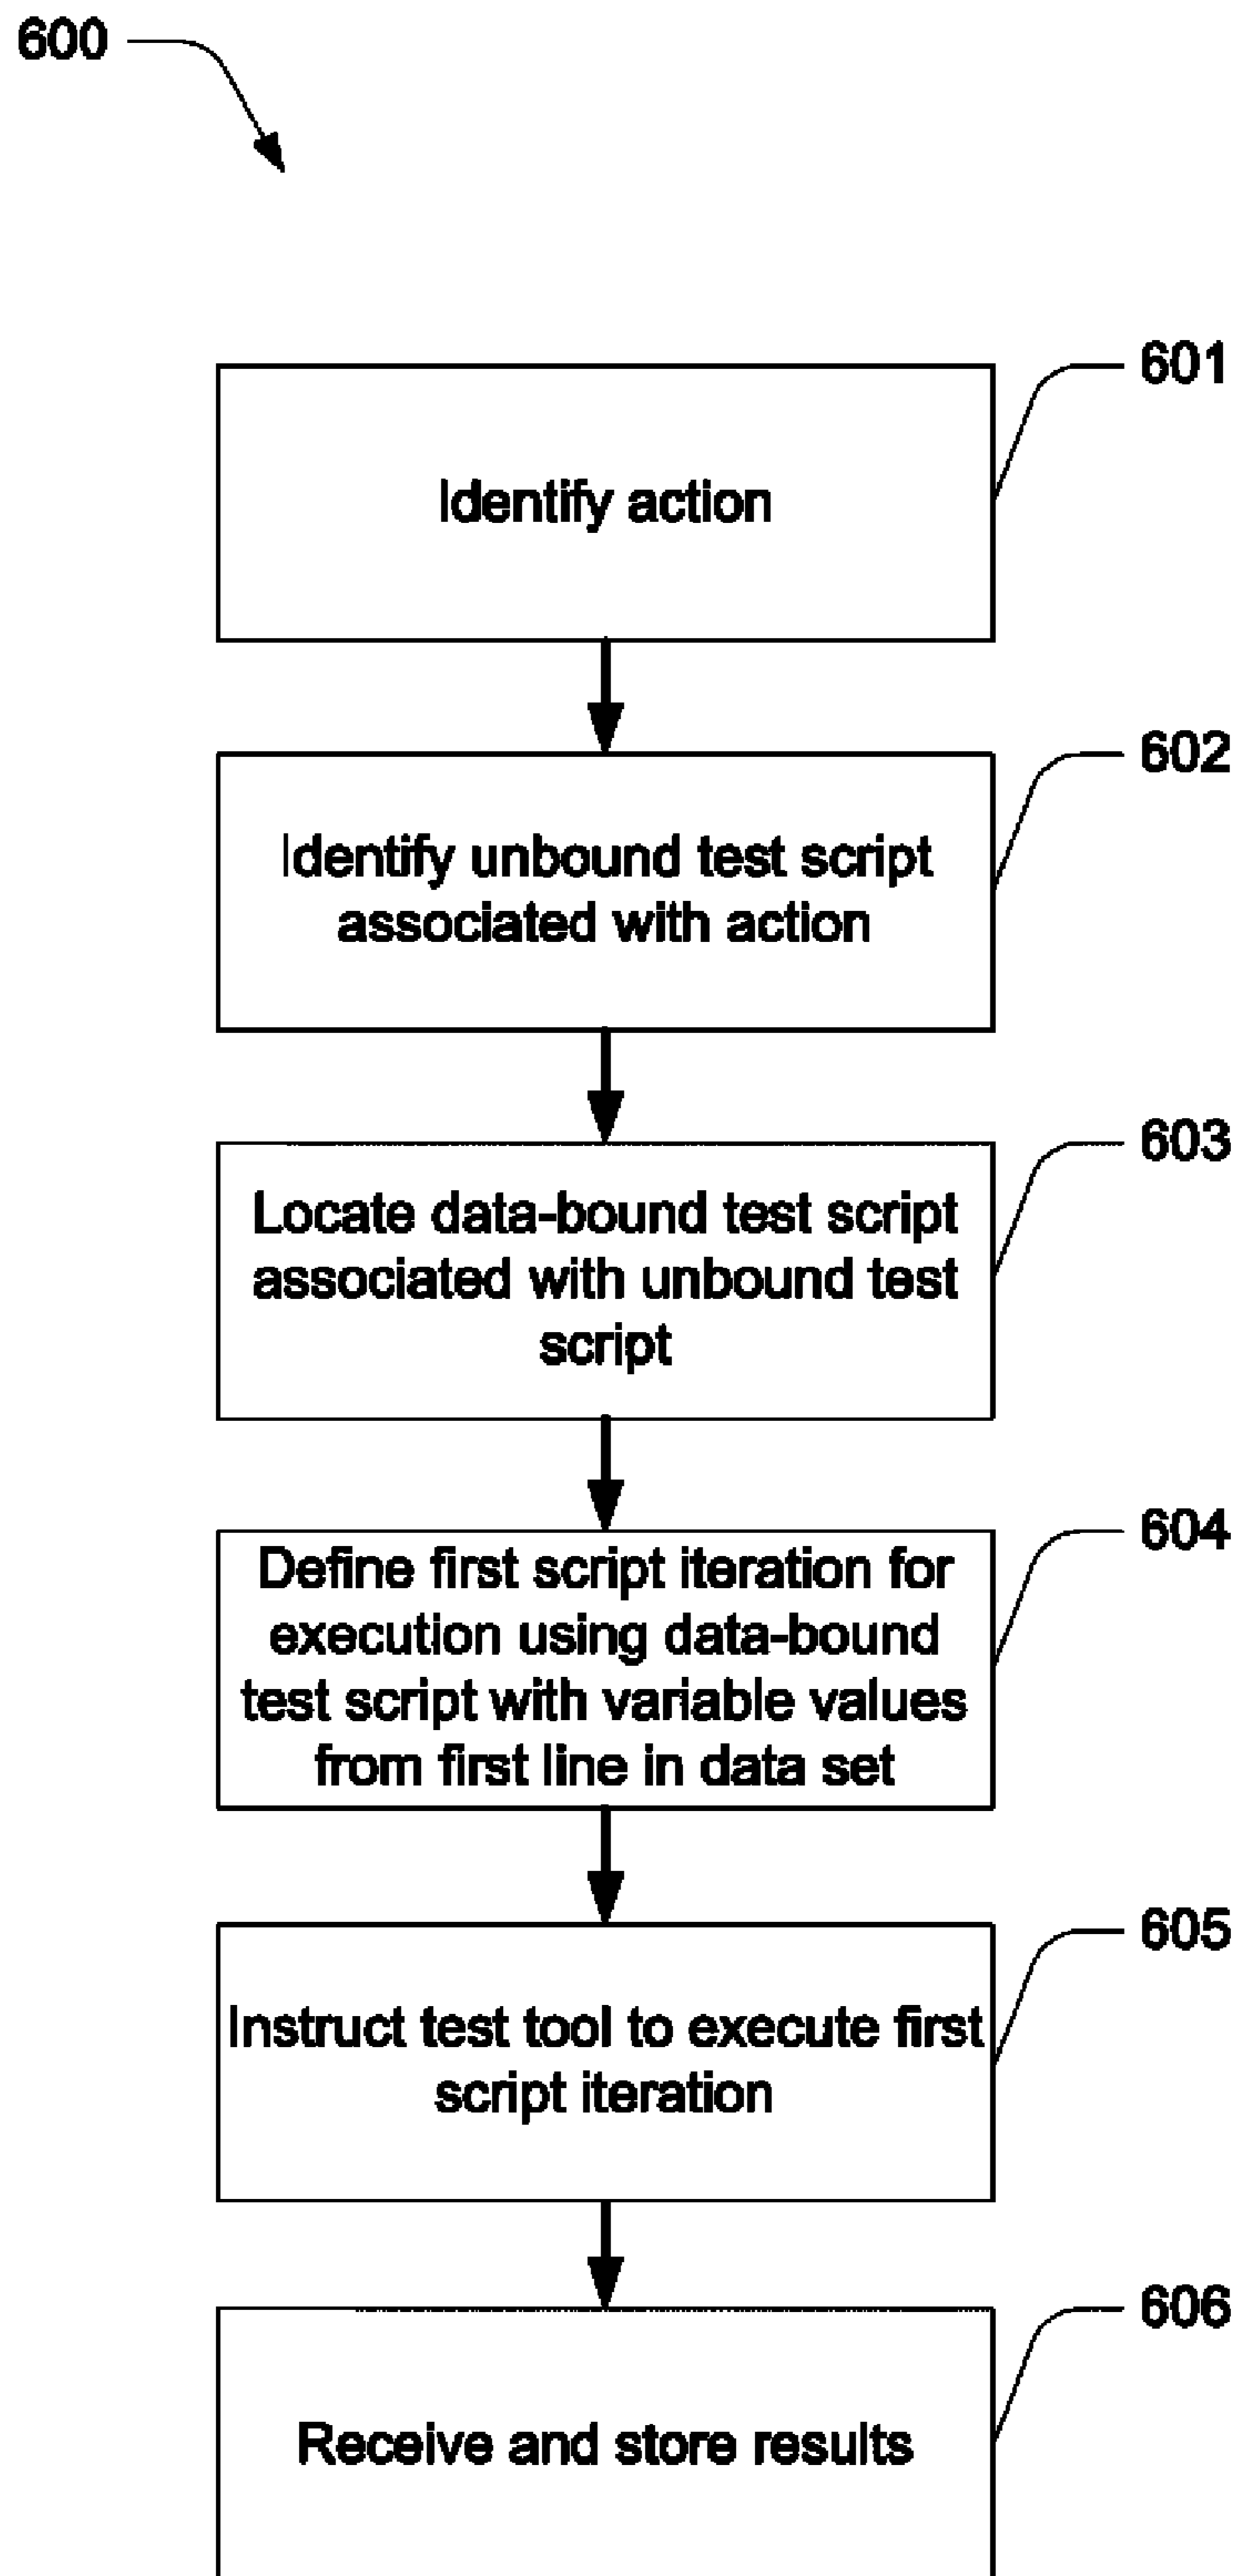 600
601
Identify action
602
Identify unbound test script
associated with action
603
Locate data-bound test script
associated with unbound test
script
604
Define first script iteration for
execution using data-bound
test script with variable values
from first line in data set
605
Instruct test tool to execute first
script iteration
606
Receive and store results